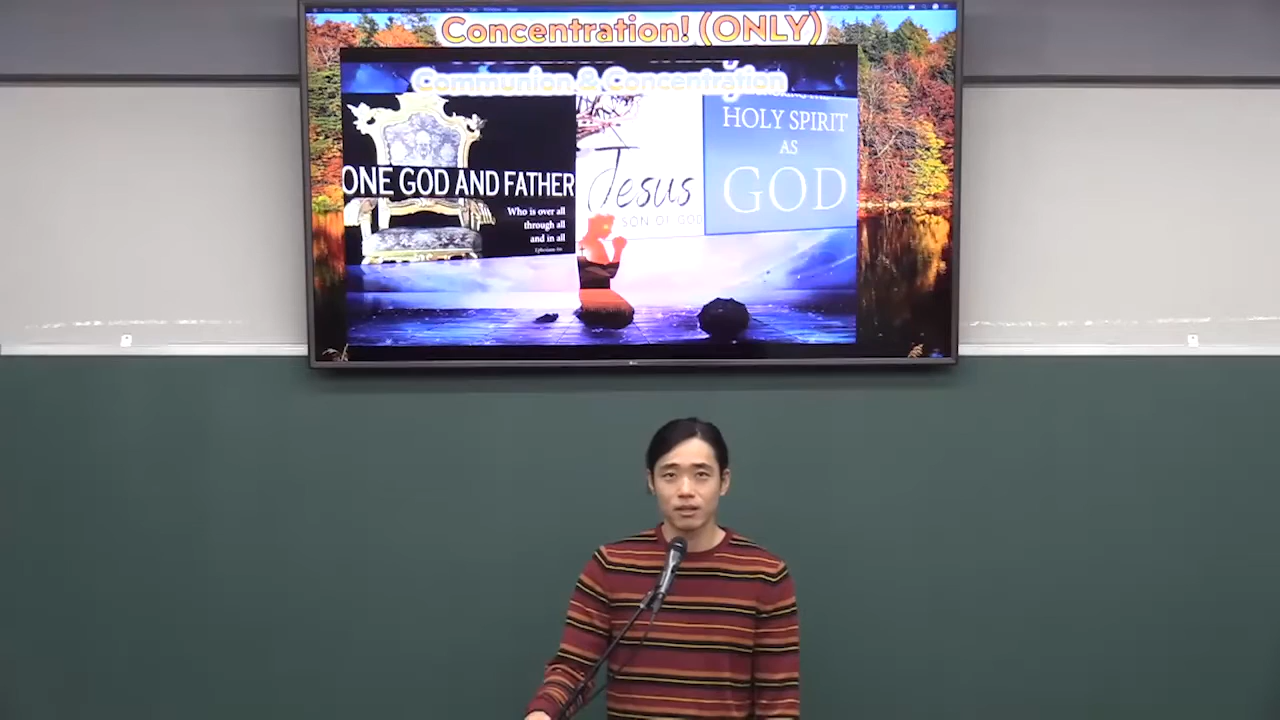 Concentration! (ONLY)
Communion & Concentration
ONE GOD AND FATHER
Who is over all
through all
and in all
Jesus
SON OF GOD
HOLY SPIRIT
AS
GOD